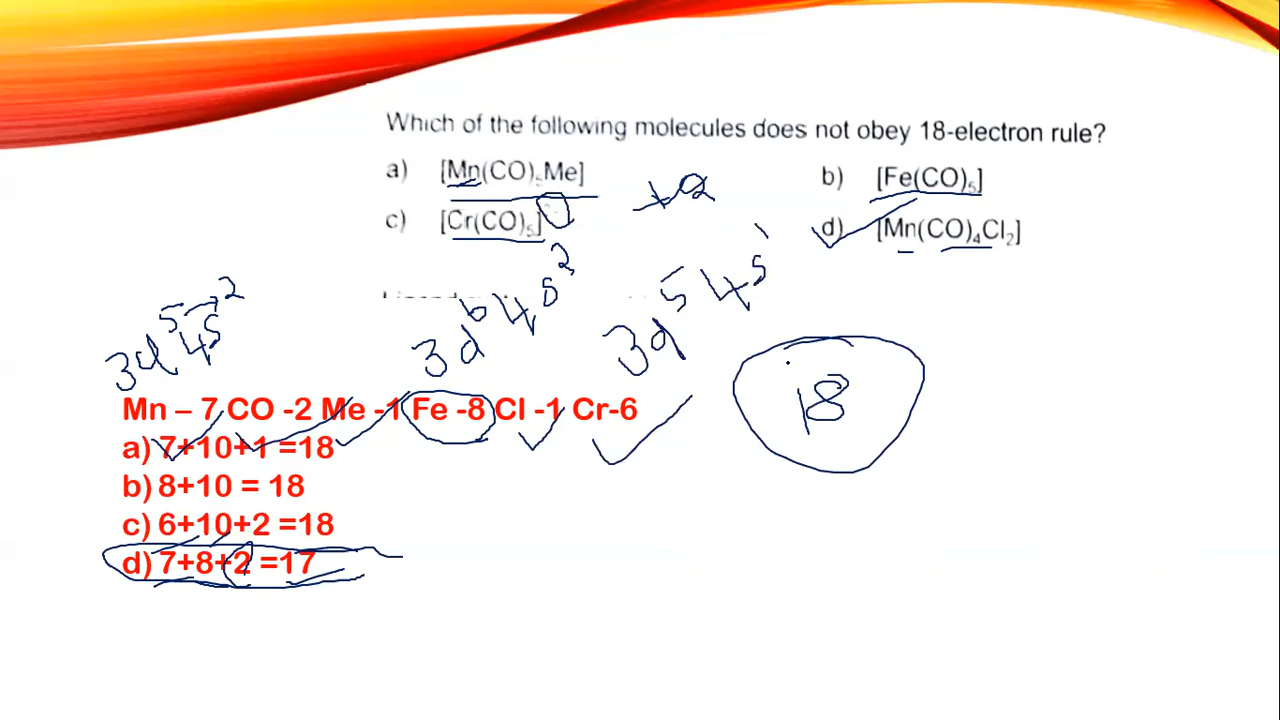 Which of the following molecules does not obey 18-electron rule?
a) [Mn(CO)5Me] b) [Fe(CO)5]
c) [Cr(CO)5] d) [Mn(CO)4Cl2]
+2
3d5 4s2 3d6 4s2 3d5 4s1
18
Mn – 7 CO -2 Me -1 Fe -8 Cl -1 Cr-6
a) 7+10+1 =18
b) 8+10 = 18
c) 6+10+2 =18
d) 7+8+2 =17